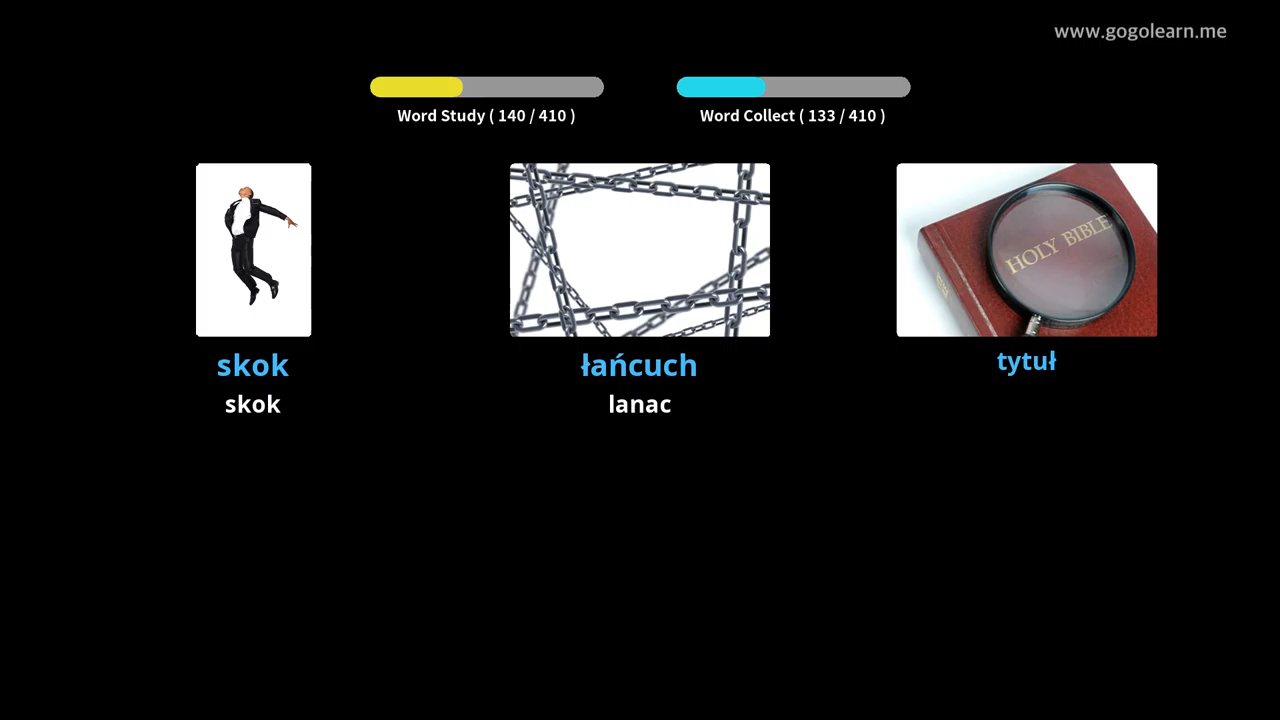 www.gogolearn.me
Word Study ( 140 / 410 )
Word Collect ( 133 / 410 )
HOLY BIBLE
skok
łańcuch
tytuł
skok
lanac